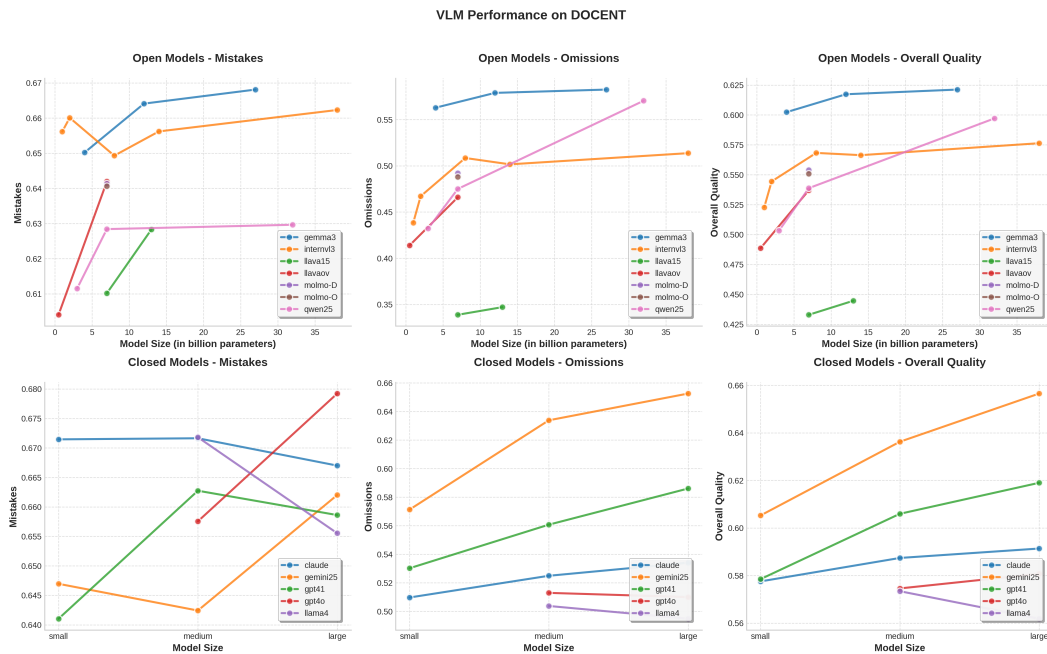 VLM Performance on DOCENT
Open Models - Mistakes
Mistakes
0.67
0.66
0.65
0.64
0.63
0.62
0.61
0 5 10 15 20 25 30 35
Model Size (in billion parameters)
gemma3
internvl3
llava15
llavaov
molmo-D
molmo-O
qwen25
Open Models - Omissions
Omissions
0.55
0.50
0.45
0.40
0.35
0 5 10 15 20 25 30 35
Model Size (in billion parameters)
gemma3
internvl3
llava15
llavaov
molmo-D
molmo-O
qwen25
Open Models - Overall Quality
Overall Quality
0.625
0.600
0.575
0.550
0.525
0.500
0.475
0.450
0.425
0 5 10 15 20 25 30 35
Model Size (in billion parameters)
gemma3
internvl3
llava15
llavaov
molmo-D
molmo-O
qwen25
Closed Models - Mistakes
Mistakes
0.680
0.675
0.670
0.665
0.660
0.655
0.650
0.645
0.640
small medium large
Model Size
claude
gemini25
gpt41
gpt4o
llama4
Closed Models - Omissions
Omissions
0.66
0.64
0.62
0.60
0.58
0.56
0.54
0.52
0.50
small medium large
Model Size
claude
gemini25
gpt41
gpt4o
llama4
Closed Models - Overall Quality
Overall Quality
0.66
0.64
0.62
0.60
0.58
0.56
small medium large
Model Size
claude
gemini25
gpt41
gpt4o
llama4